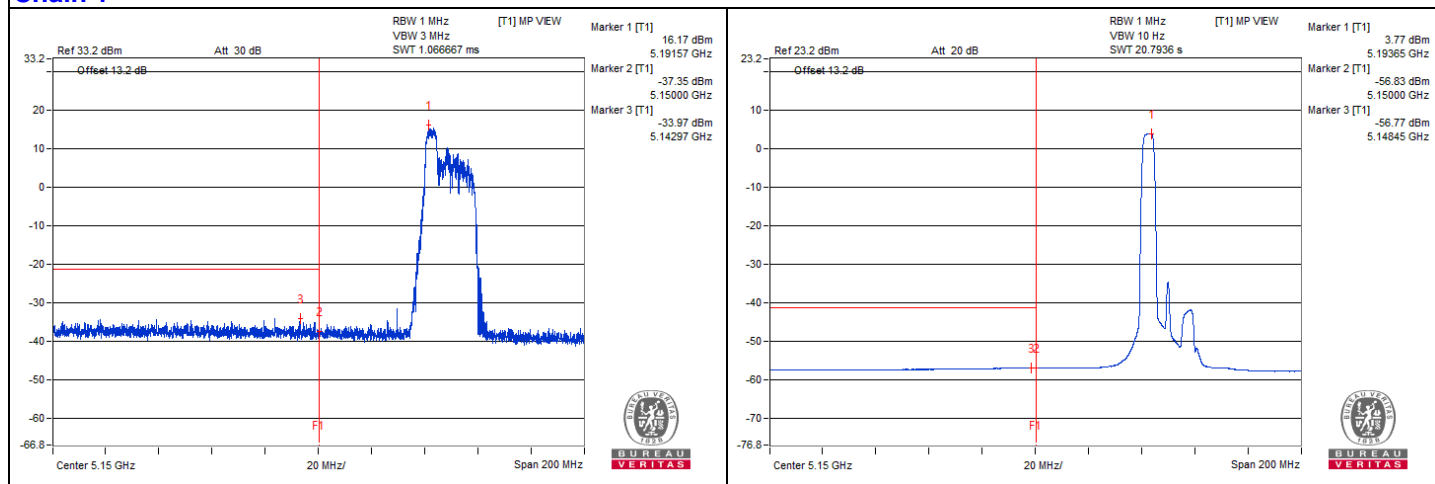 RBW 1 MHz [T1] MP VIEW
VBW 3 MHz
Ref 33.2 dBm Att 30 dB SWT 1.066667 ms
Marker 1 [T1]
16.17 dBm
5.19157 GHz
Marker 2 [T1]
-37.35 dBm
5.15000 GHz
Marker 3 [T1]
-33.97 dBm
5.14297 GHz
33.2
Offset 13.2 dB
20
10
0
-10
-20
-30
-40
-50
-60
-66.8
1
3
2
F1
Center 5.15 GHz 20 MHz/ Span 200 MHz
BUREAU VERITAS
1828
BUREAU
VERITAS
RBW 1 MHz [T1] MP VIEW
VBW 10 Hz
Ref 23.2 dBm Att 20 dB SWT 20.7936 s
Marker 1 [T1]
3.77 dBm
5.19365 GHz
Marker 2 [T1]
-56.83 dBm
5.15000 GHz
Marker 3 [T1]
-56.77 dBm
5.14845 GHz
23.2
Offset 13.2 dB
10
0
-10
-20
-30
-40
-50
-60
-70
-76.8
1
32
F1
Center 5.15 GHz 20 MHz/ Span 200 MHz
BUREAU VERITAS
1828
BUREAU
VERITAS